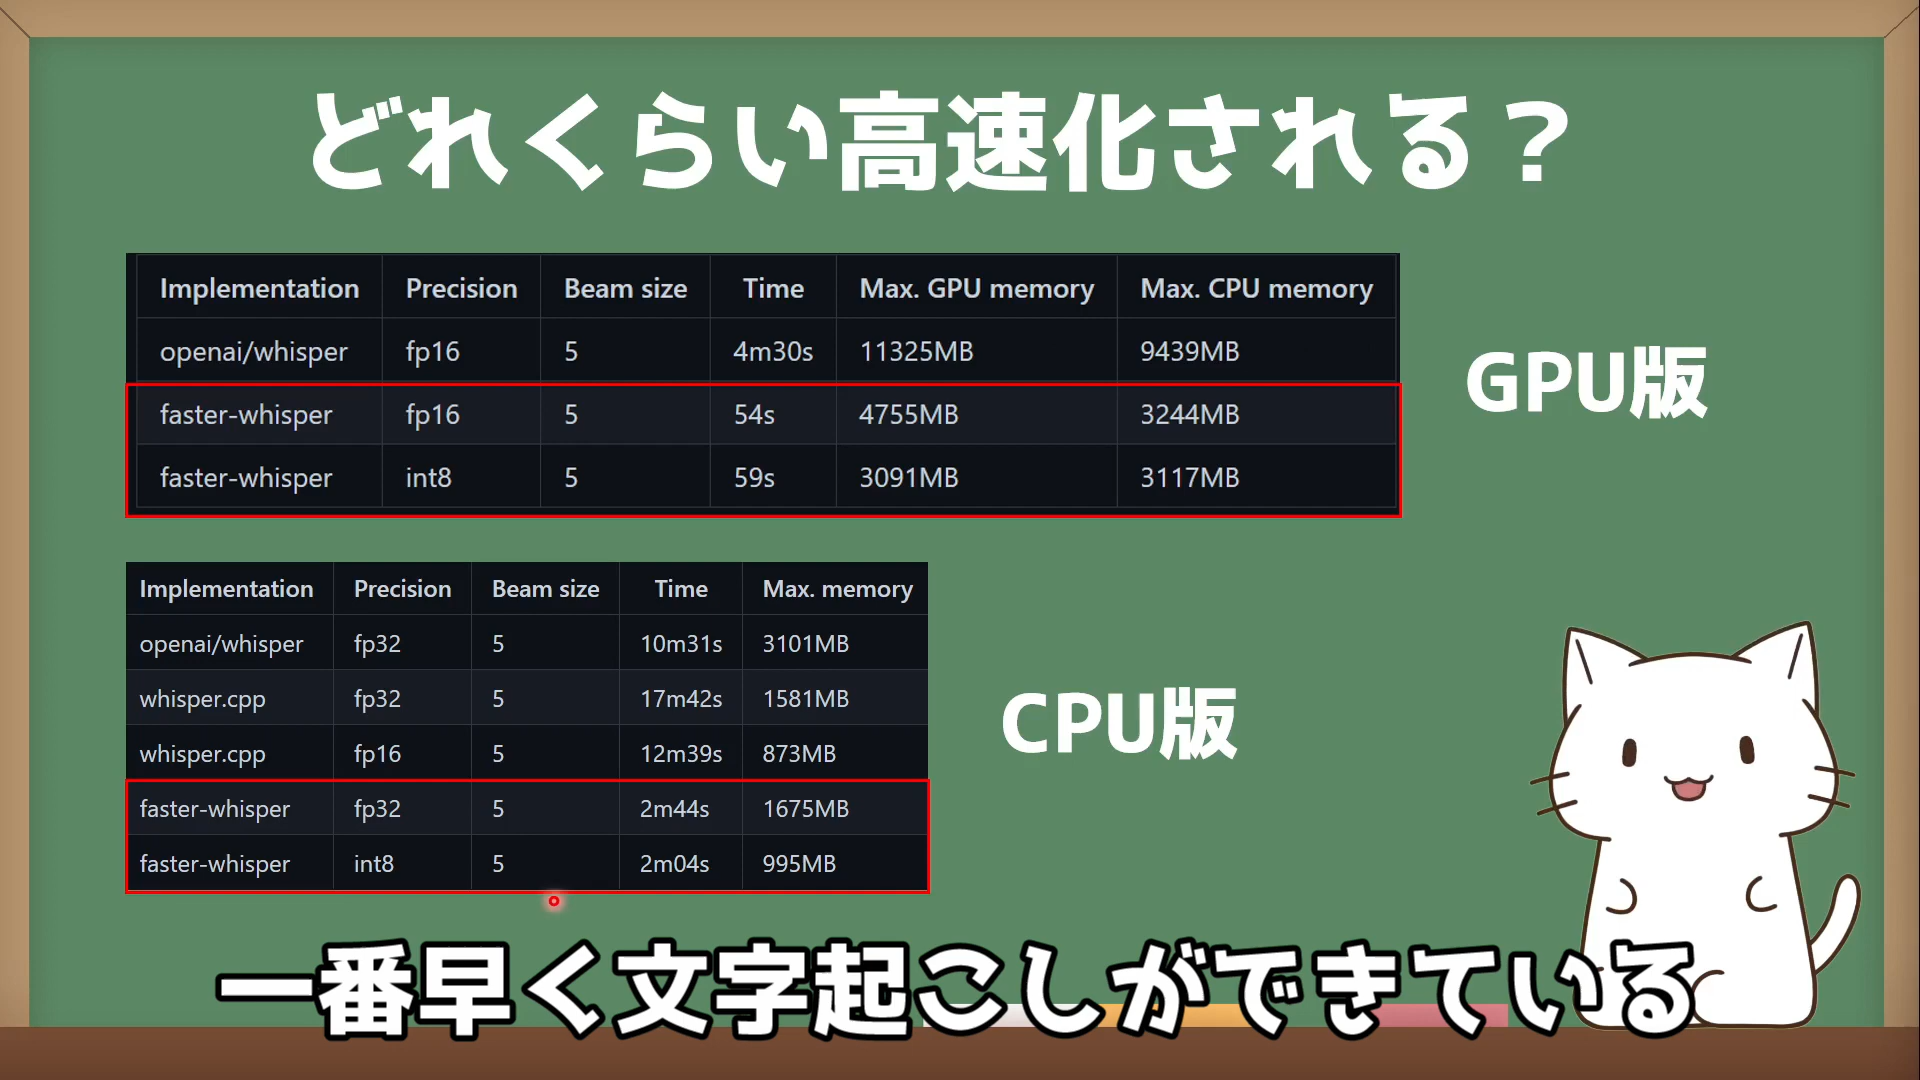 どれくらい高速化される？
Implementation Precision Beam size Time Max. GPU memory Max. CPU memory
openai/whisper fp16 5 4m30s 11325MB 9439MB
faster-whisper fp16 5 54s 4755MB 3244MB
faster-whisper int8 5 59s 3091MB 3117MB
GPU版
Implementation Precision Beam size Time Max. memory
openai/whisper fp32 5 10m31s 3101MB
whisper.cpp fp32 5 17m42s 1581MB
whisper.cpp fp16 5 12m39s 873MB
faster-whisper fp32 5 2m44s 1675MB
faster-whisper int8 5 2m04s 995MB
CPU版
一番早く文字起こしができている